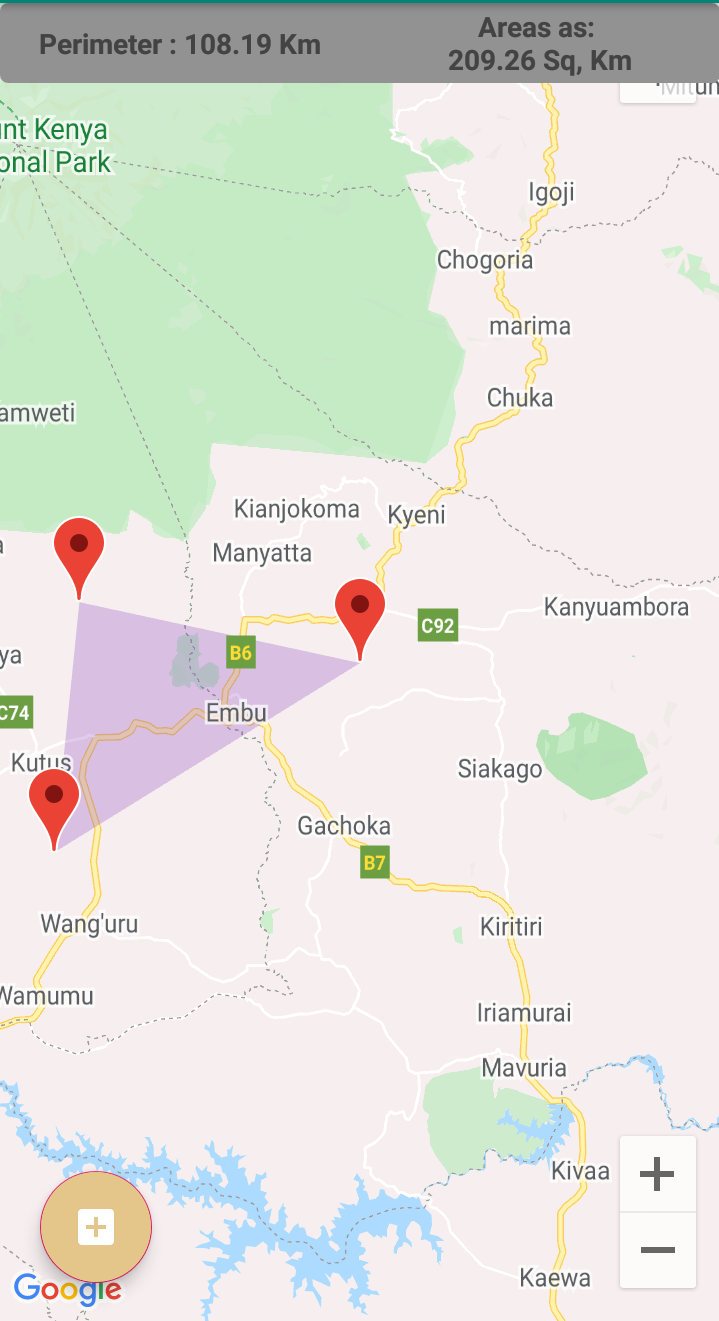 Perimeter : 108.19 Km
Areas as:
209.26 Sq, Km
unt Kenya
onal Park
Igoji
Chogoria
marima
Chuka
amweti
Kianjokoma
Kyeni
Manyatta
Kanyuambora
C92
B6
ya
C74
Embu
Kutus
Siakago
Gachoka
B7
Wang'uru
Kiritiri
Wamumu
Iriamurai
Mavuria
Kivaa
Kaewa
Google